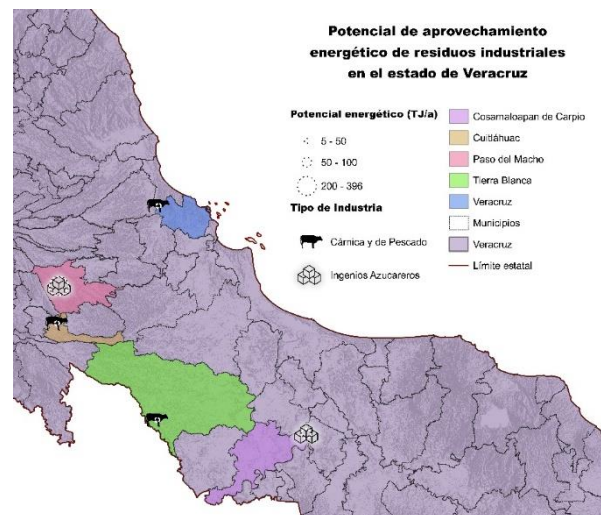 Potencial de aprovechamiento
energético de residuos industriales
en el estado de Veracruz
Potencial energético (TJ/a)
5 - 50
50 - 100
200 - 396
Tipo de Industria
Cárnica y de Pescado
Ingenios Azucareros
Cosamaloapan de Carpio
Cuitláhuac
Paso del Macho
Tierra Blanca
Veracruz
Municipios
Veracruz
Límite estatal